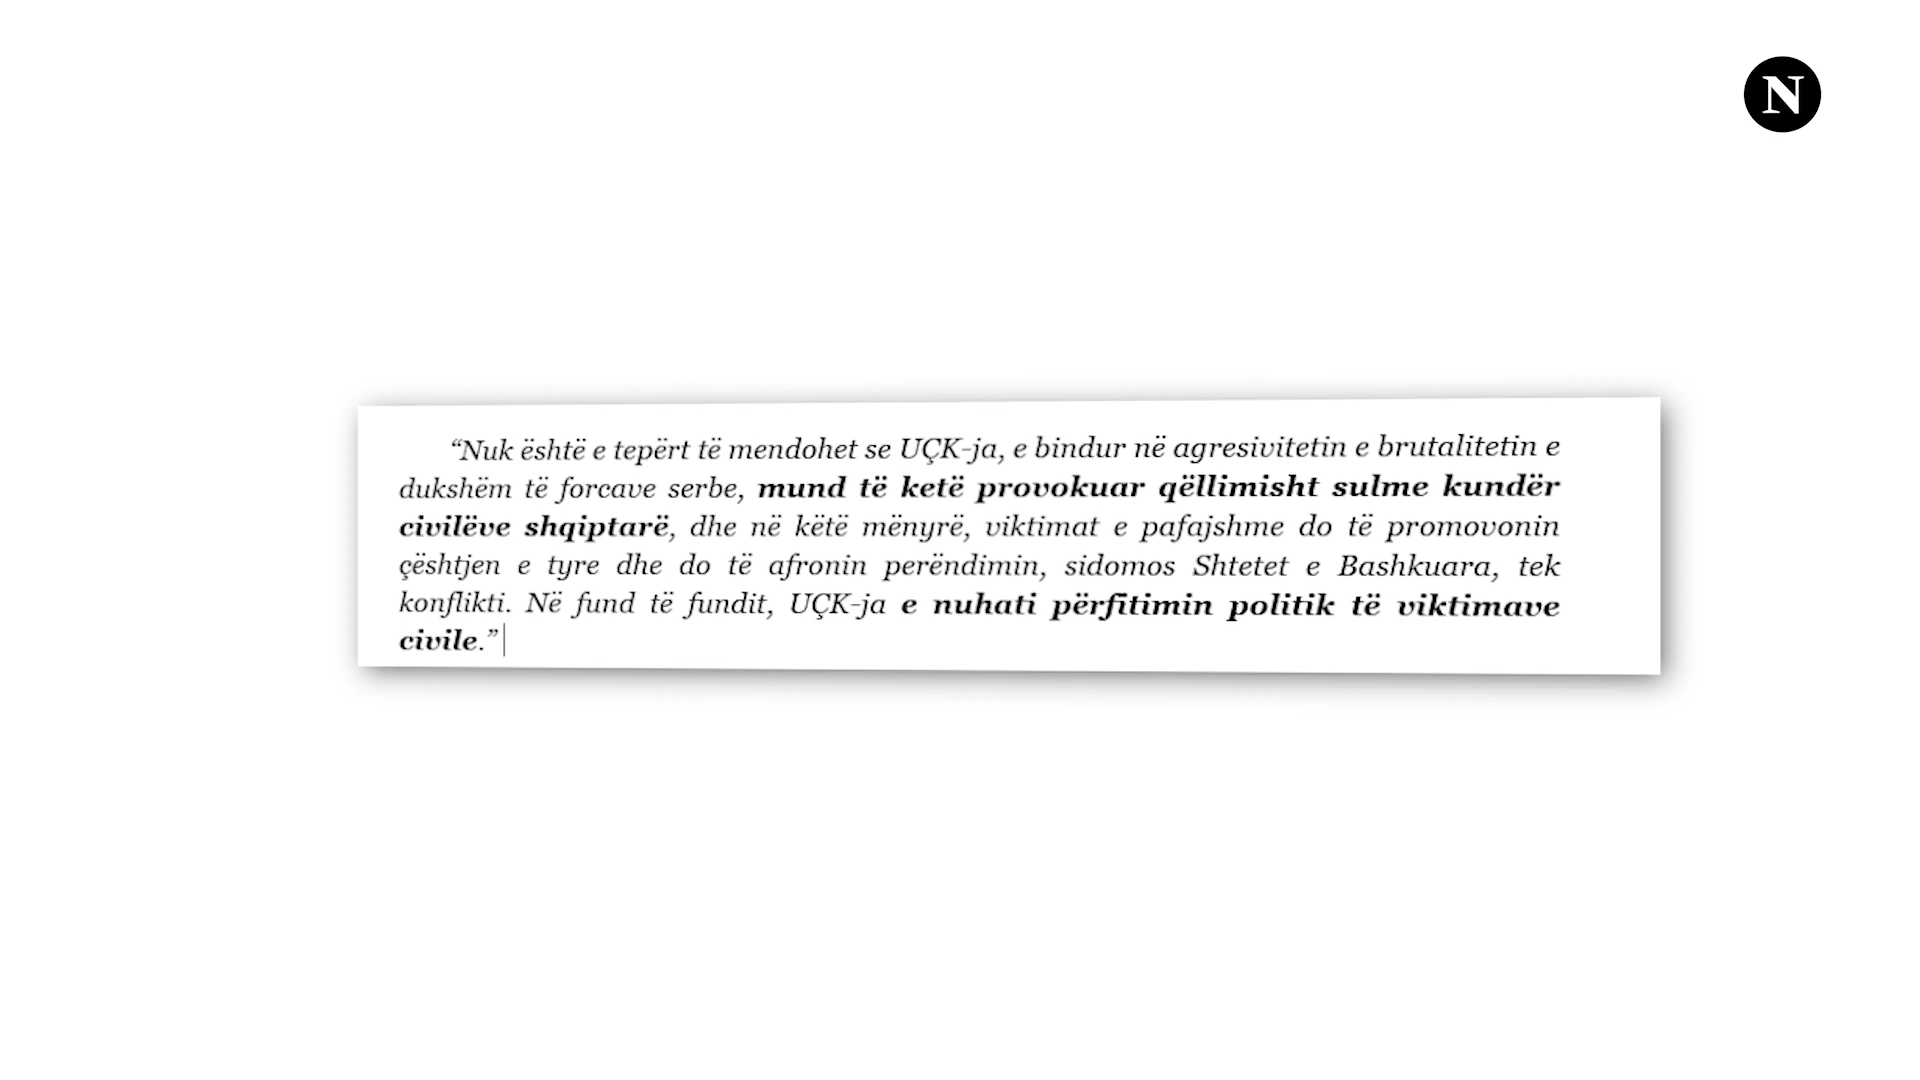 N
“Nuk është e tepërt të mendohet se UÇK-ja, e bindur në agresivitetin e brutalitetin e
dukshëm të forcave serbe, mund të ketë provokuar qëllimisht sulme kundër
civilëve shqiptarë, dhe në këtë mënyrë, viktimat e pafajshme do të promovonin
çështjen e tyre dhe do të afronin perëndimin, sidomos Shtetet e Bashkuara, tek
konflikti. Në fund të fundit, UÇK-ja e nuhati përfitimin politik të viktimave
civile.”